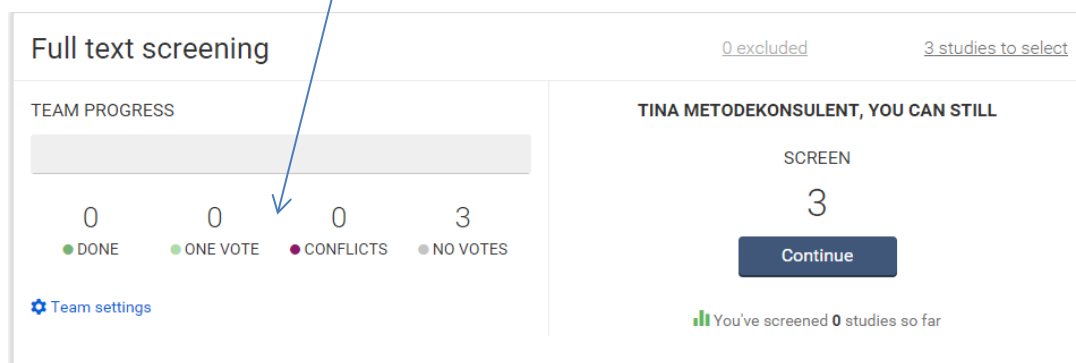 Full text screening
0 excluded
3 studies to select
TEAM PROGRESS
0 0 0 3
DONE ONE VOTE CONFLICTS NO VOTES
Team settings
TINA METODEKONSULENT, YOU CAN STILL
SCREEN
3
Continue
You've screened 0 studies so far